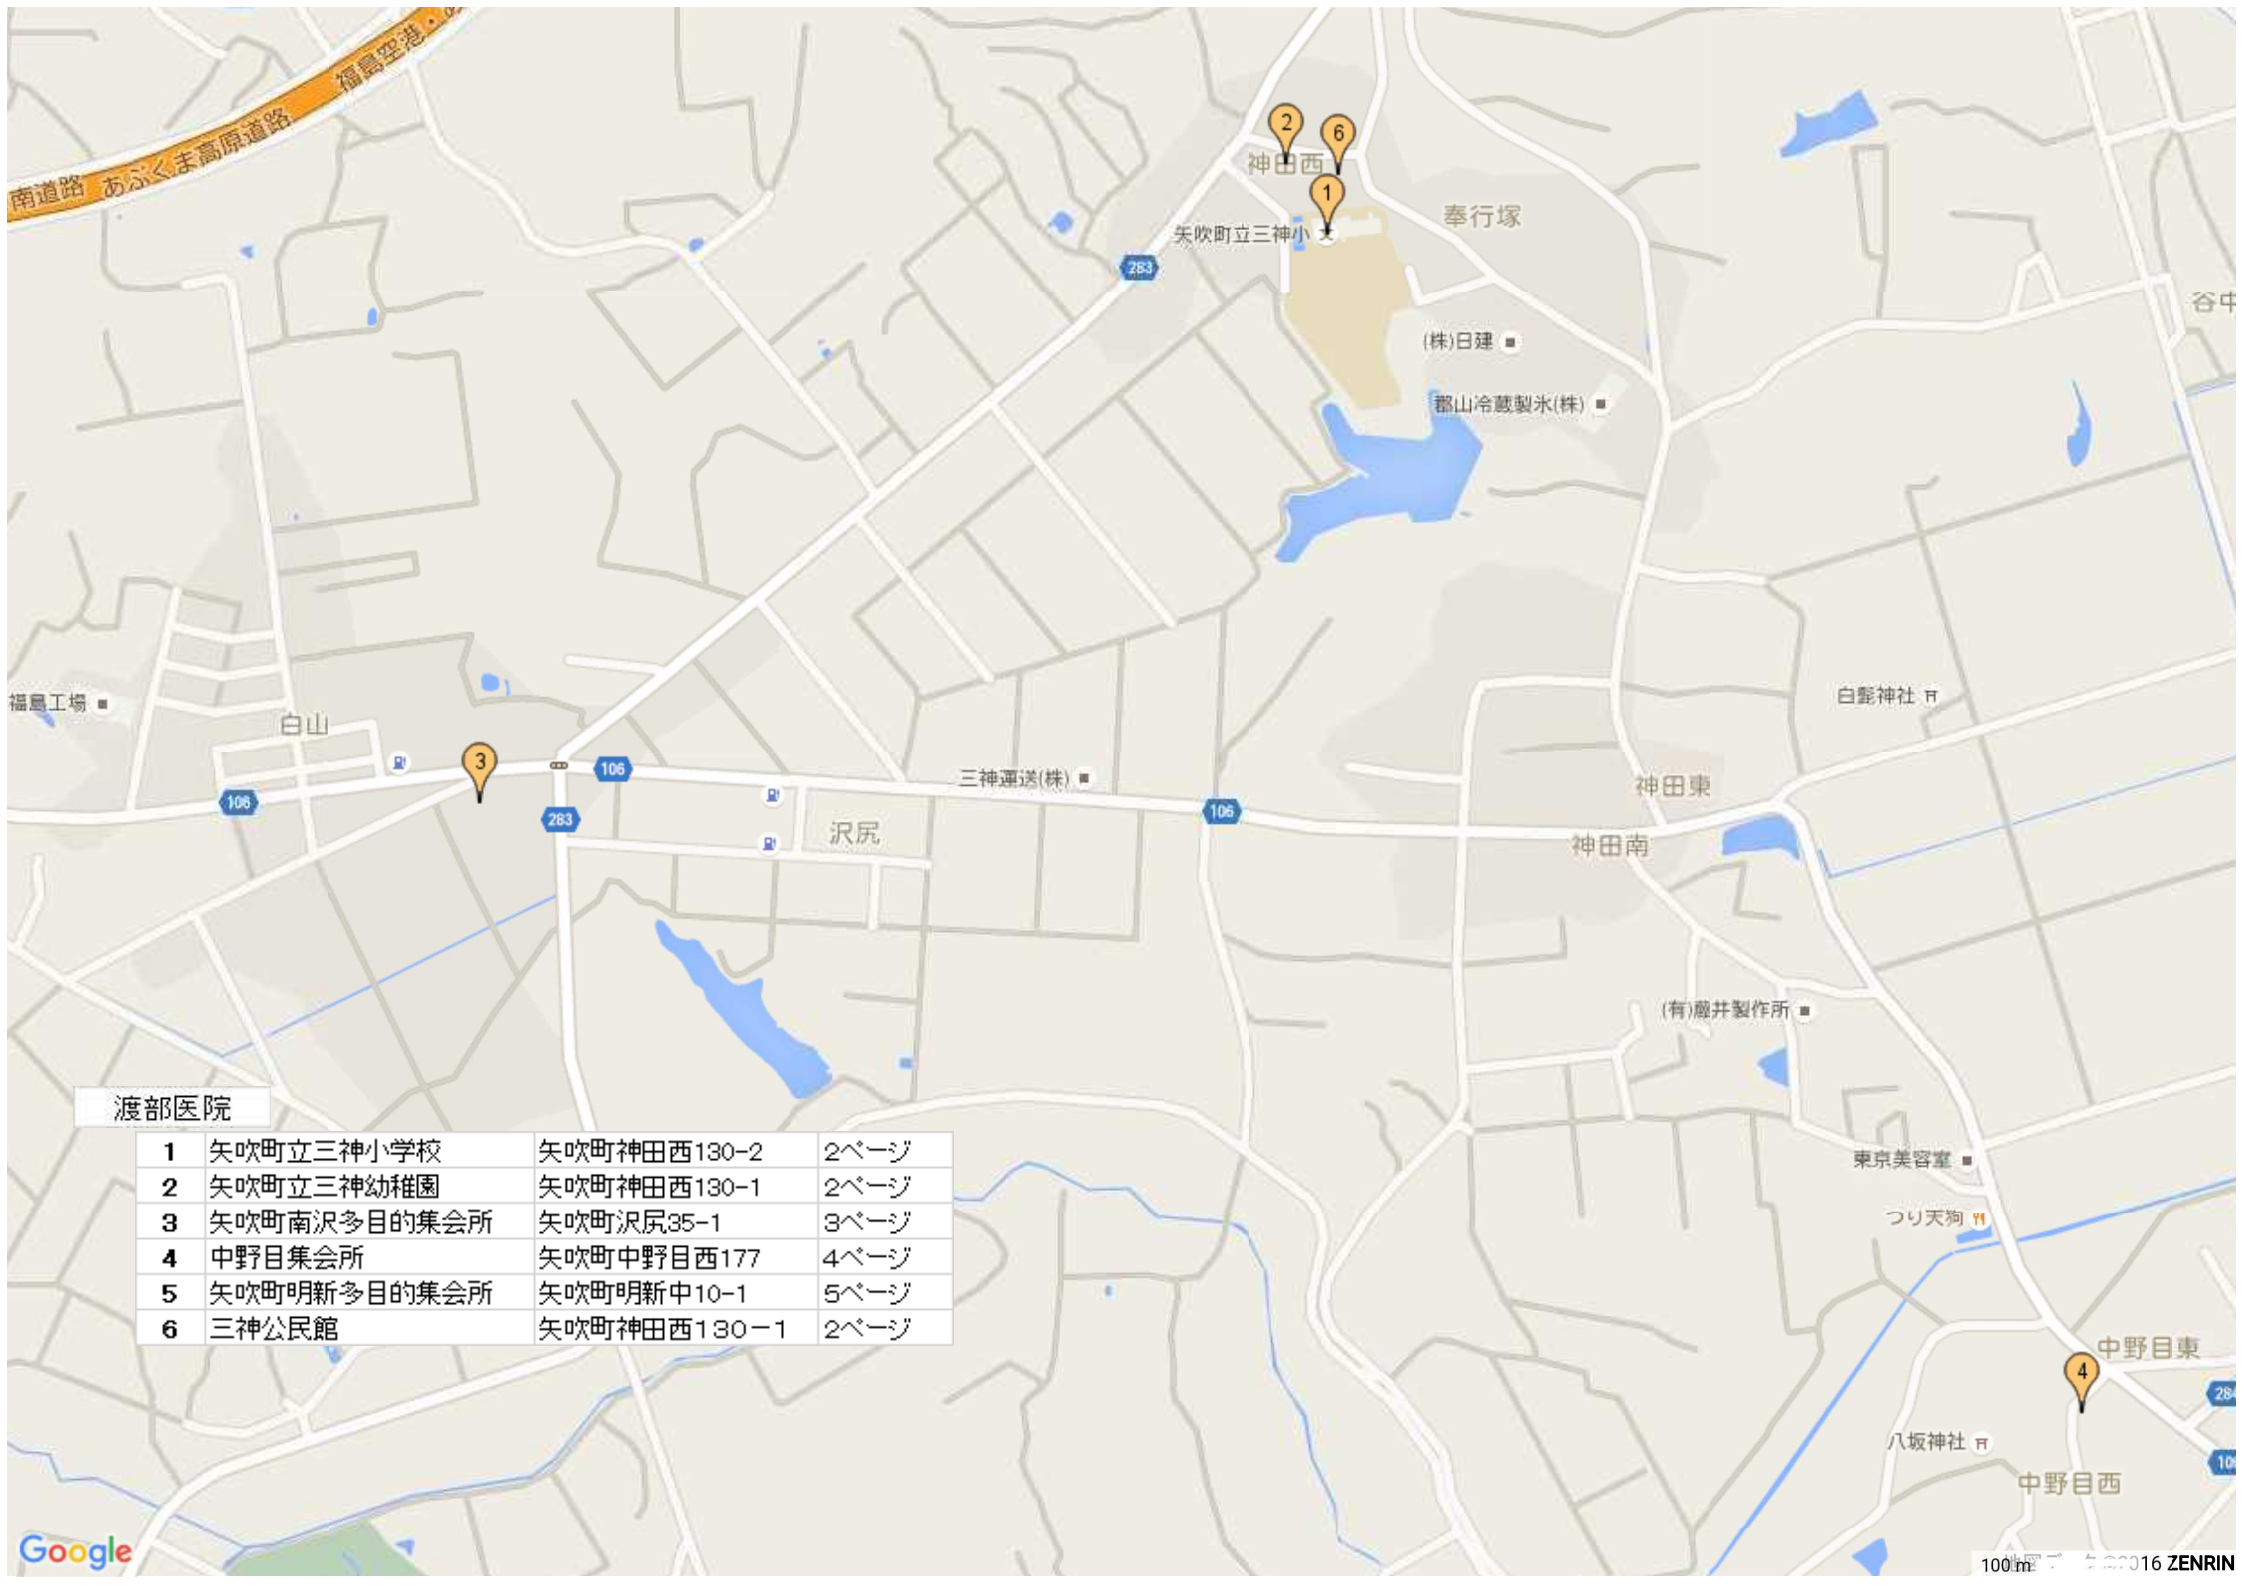 福島空港・あ
南道路 あぶくま高原道路
2
6
神田西
1
奉行塚
矢吹町立三神小
283
谷中
(株)日建
郡山冷蔵製氷(株)
白髭神社
福島工場
白山
3
106
三神運送(株)
神田東
106
106
283
沢尻
神田南
(有)藤井製作所
渡部医院
1 矢吹町立三神小学校 矢吹町神田西130-2 2ページ
2 矢吹町立三神幼稚園 矢吹町神田西130-1 2ページ
3 矢吹町南沢多目的集会所 矢吹町沢尻35-1 3ページ
4 中野目集会所 矢吹町中野目西177 4ページ
5 矢吹町明新多目的集会所 矢吹町明新中10-1 5ページ
6 三神公民館 矢吹町神田西130－1 2ページ
東京美容室
つり天狗
中野目東
4
284
八坂神社
106
中野目西
Google
100 m 地図データ ©2016 ZENRIN